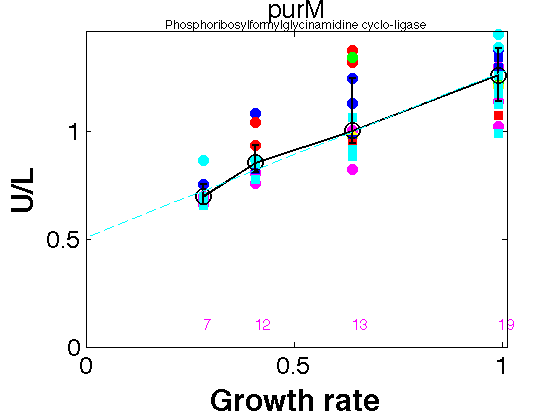 purM
Phosphoribosylformylglycinamidine cyclo-ligase
U/L
1
0.5
0
7 12 13 19
0 0.5 1
Growth rate